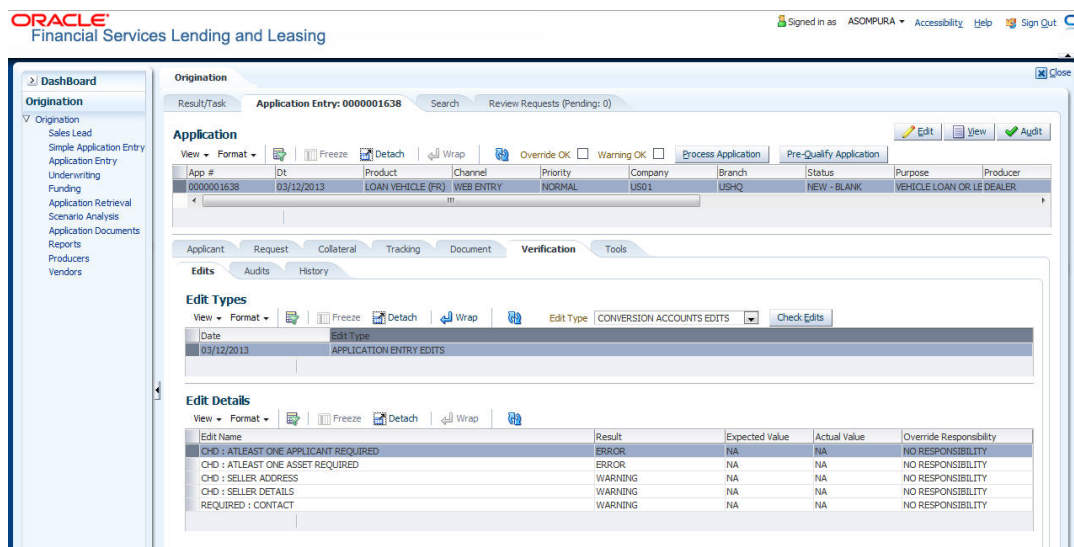 ORACLE
Financial Services Lending and Leasing
Signed in as ASOMPURA Accessibility Help Sign Out
Close
DashBoard
Origination
Origination
Sales Lead
Simple Application Entry
Application Entry
Underwriting
Funding
Application Retrieval
Scenario Analysis
Application Documents
Reports
Producers
Vendors
Origination
Result/Task Application Entry: 0000001638 Search Review Requests (Pending: 0)
Application
Edit View Audit
View Format Freeze Detach Wrap Override OK Warning OK Process Application Pre-Qualify Application
App # Dt Product Channel Priority Company Branch Status Purpose Producer
0000001638 03/12/2013 LOAN VEHICLE (FR) WEB ENTRY NORMAL US01 USHQ NEW - BLANK VEHICLE LOAN OR LE DEALER
Applicant Request Collateral Tracking Document Verification Tools
Edits Audits History
Edit Types
View Format Freeze Detach Wrap Edit Type CONVERSION ACCOUNTS EDITS Check Edits
Date Edit Type
03/12/2013 APPLICATION ENTRY EDITS
Edit Details
View Format Freeze Detach Wrap
Edit Name Result Expected Value Actual Value Override Responsibility
CHD : ATLEAST ONE APPLICANT REQUIRED ERROR NA NA NO RESPONSIBILITY
CHD : ATLEAST ONE ASSET REQUIRED ERROR NA NA NO RESPONSIBILITY
CHD : SELLER ADDRESS WARNING NA NA NO RESPONSIBILITY
CHD : SELLER DETAILS WARNING NA NA NO RESPONSIBILITY
REQUIRED : CONTACT WARNING NA NA NO RESPONSIBILITY